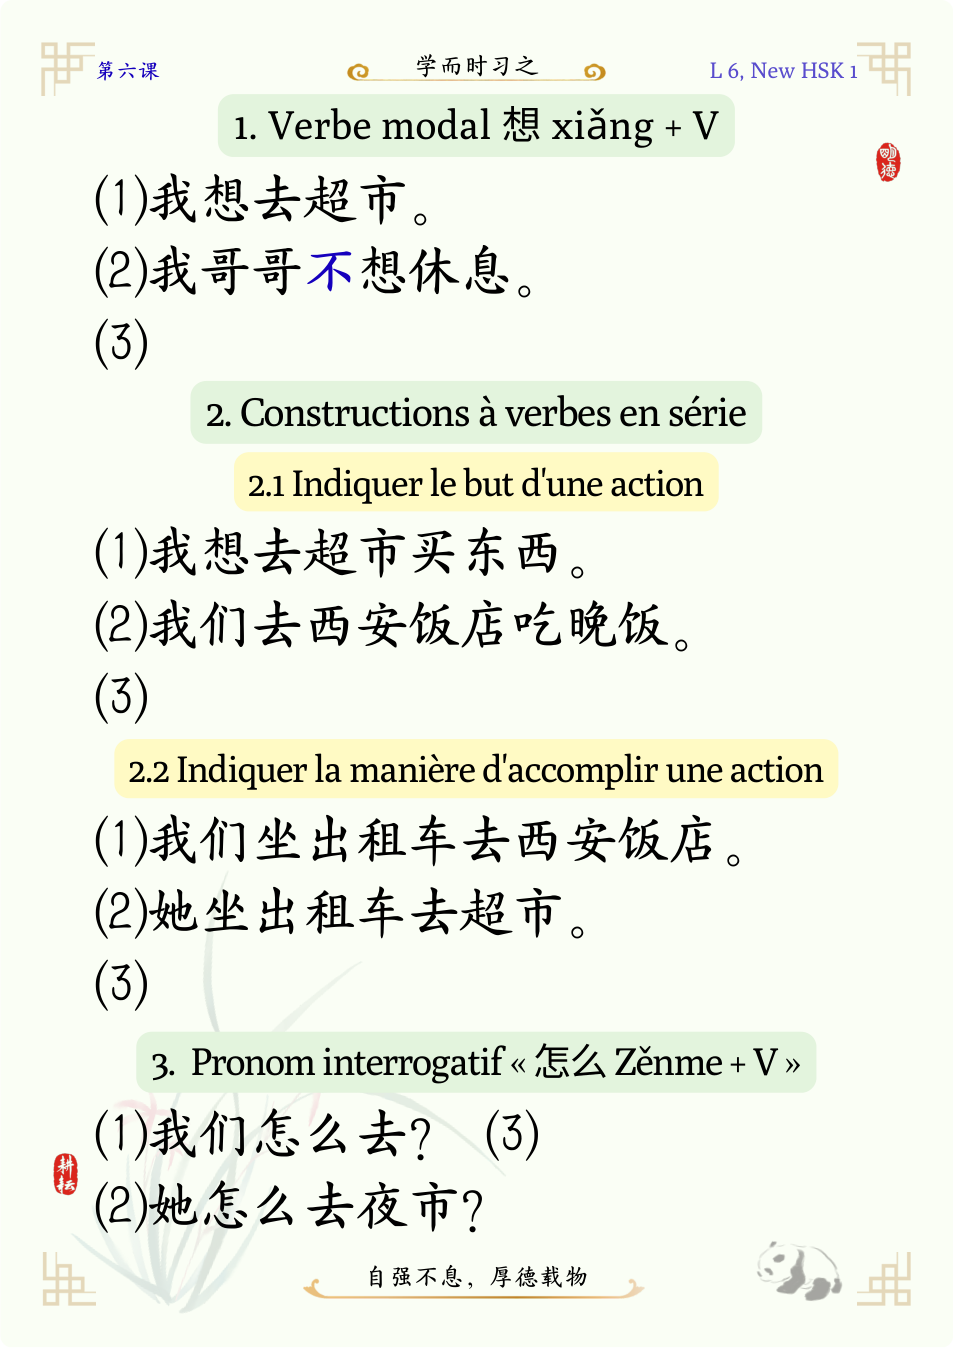 第六课
学而时习之
L 6, New HSK 1
1. Verbe modal 想 xiǎng + V
明德
(1)我想去超市。
(2)我哥哥不想休息。
(3)
2. Constructions à verbes en série
2.1 Indiquer le but d'une action
(1)我想去超市买东西。
(2)我们去西安饭店吃晚饭。
(3)
2.2 Indiquer la manière d'accomplir une action
(1)我们坐出租车去西安饭店。
(2)她坐出租车去超市。
(3)
3. Pronom interrogatif « 怎么 Zěnme + V »
(1)我们怎么去? (3)
耕耘
(2)她怎么去夜市?
自强不息，厚德载物